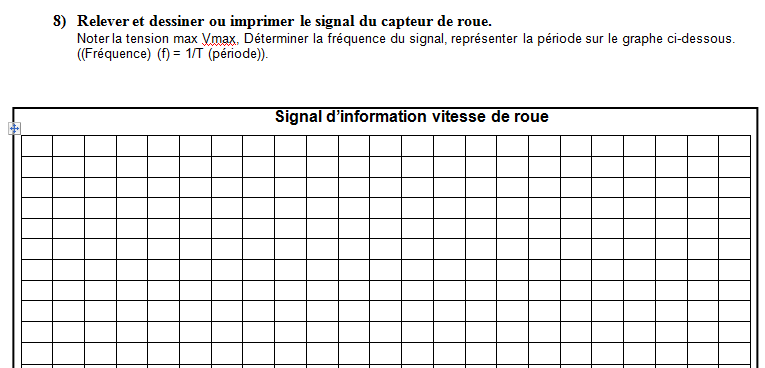 8) Relever et dessiner ou imprimer le signal du capteur de roue.
Noter la tension max Vmax, Déterminer la fréquence du signal, représenter la période sur le graphe ci-dessous.
((Fréquence) (f) = 1/T (période)).
Signal d'information vitesse de roue